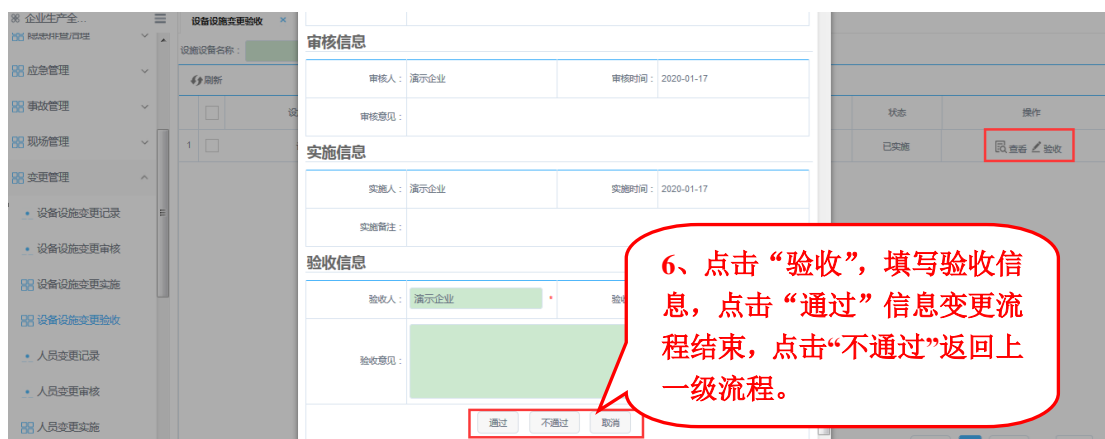 企业生产全...
设备设施变更验收 ×
隐患排查治理
应急管理
事故管理
现场管理
变更管理
设备设施变更记录
设备设施变更审核
设备设施变更实施
设备设施变更验收
人员变更记录
人员变更审核
人员变更实施
设施设备名称：
刷新
设
1
审核信息
审核人： 演示企业 审核时间： 2020-01-17
审核意见：
实施信息
实施人： 演示企业 实施时间： 2020-01-17
实施备注：
验收信息
验收人： 演示企业 * 验收
验收意见：
通过 不通过 取消
状态 操作
已实施 查看 验收
6、点击“验收”，填写验收信
息，点击“通过”信息变更流
程结束，点击“不通过”返回上
一级流程。